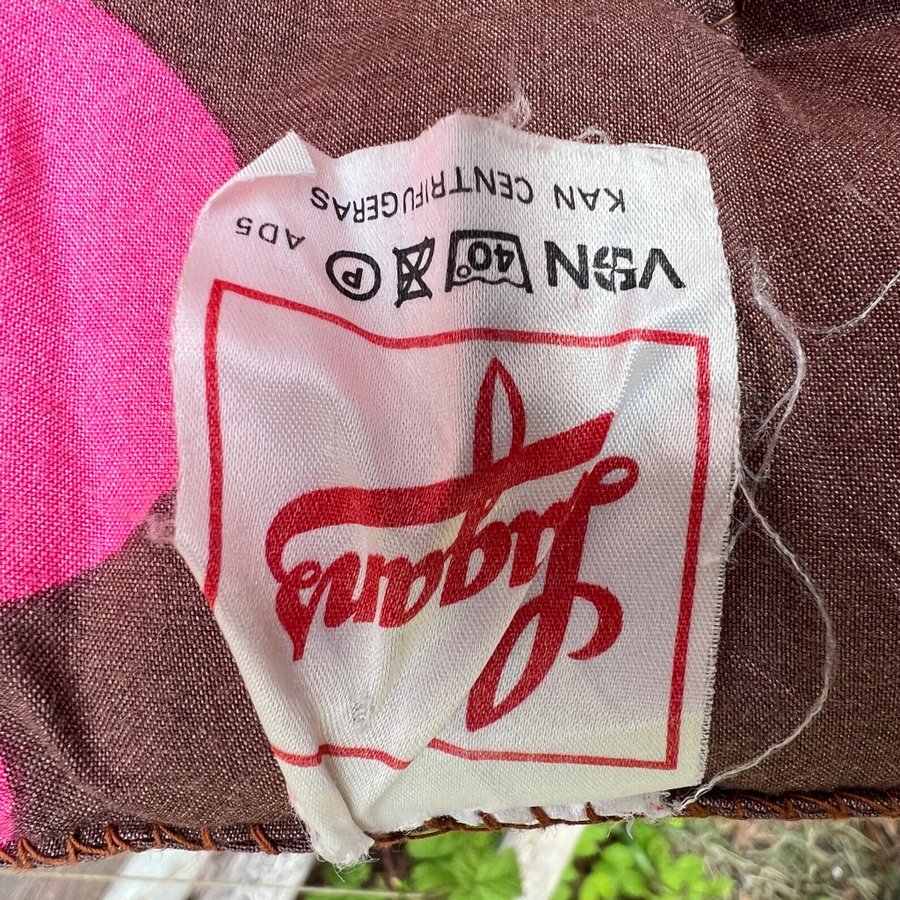 VSN 40° P
KAN CENTRIFUGERAS
AD5